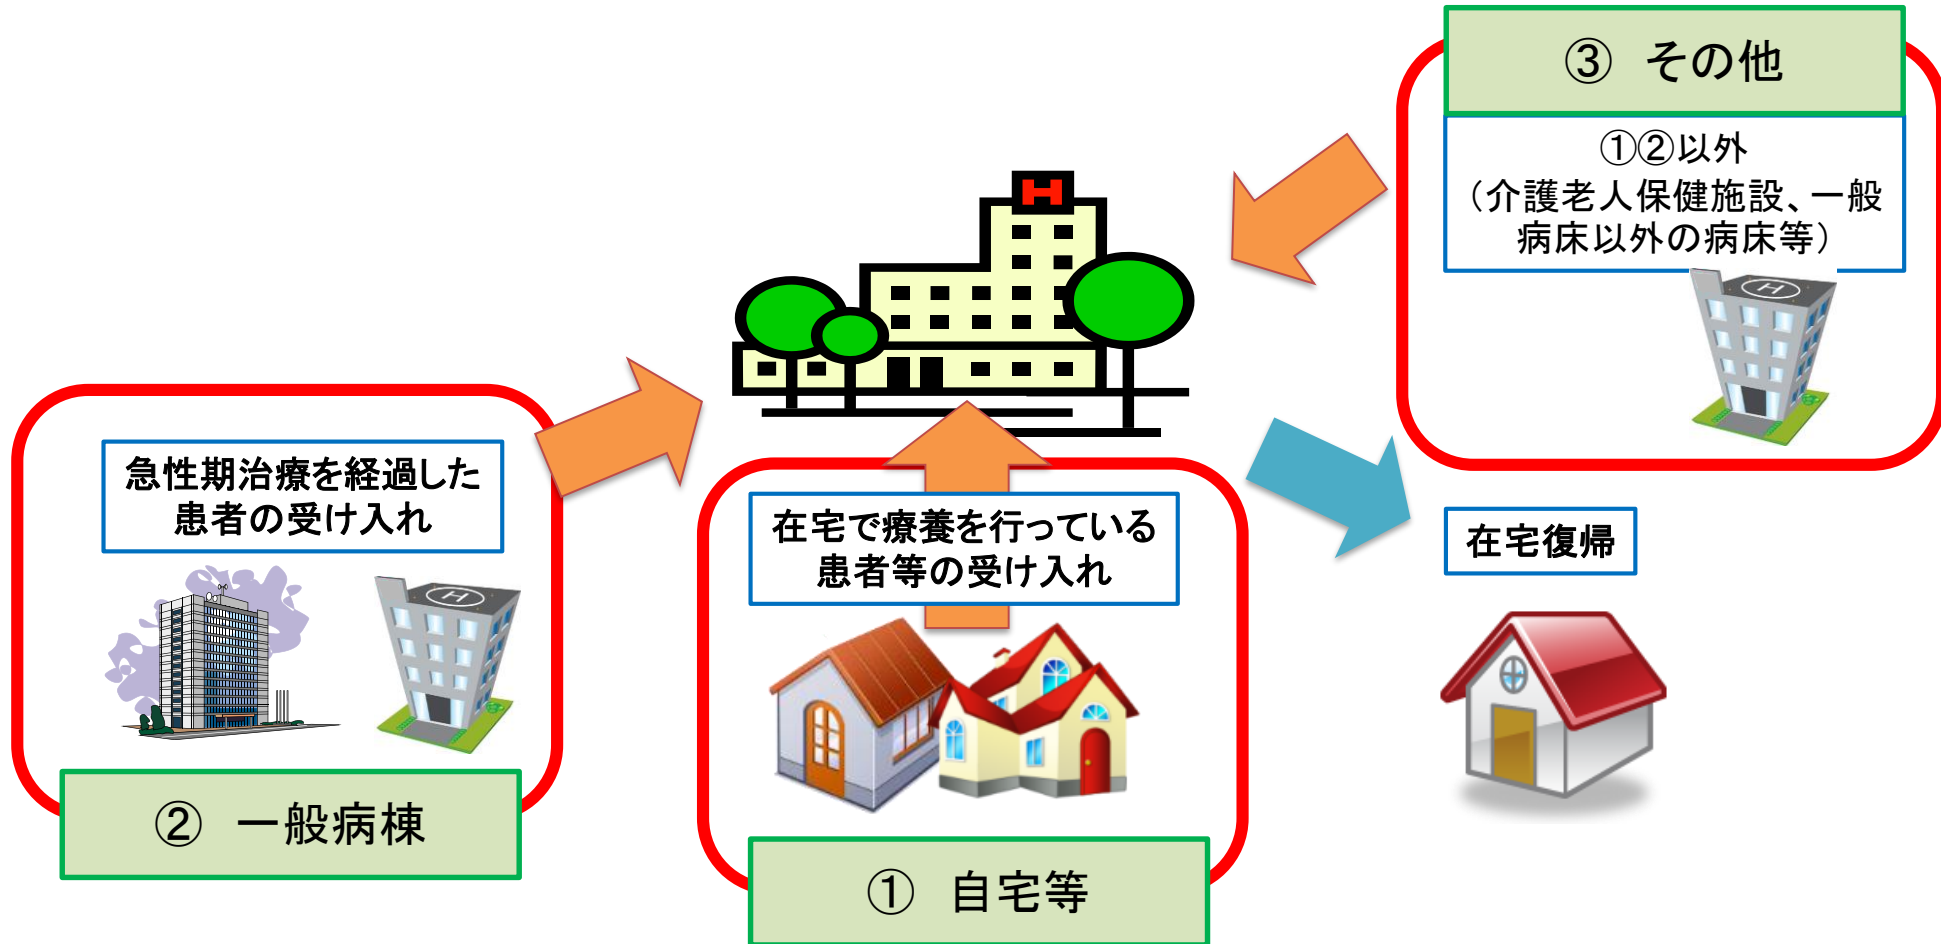 ③ その他
①②以外
（介護老人保健施設、一般
病床以外の病床等）
H
H
急性期治療を経過した
患者の受け入れ
H
② 一般病棟
在宅で療養を行っている
患者等の受け入れ
① 自宅等
在宅復帰